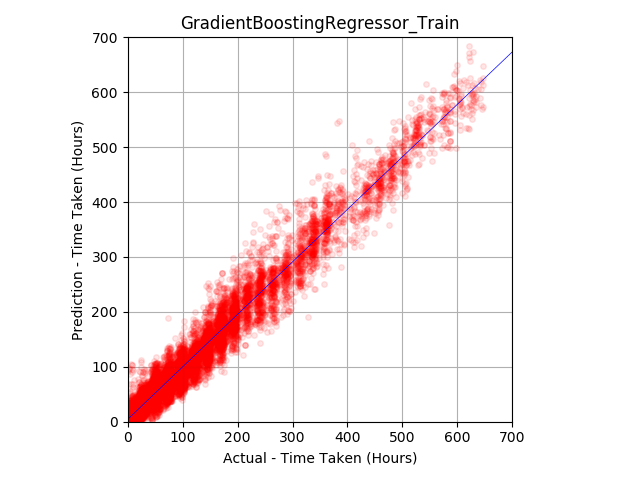 GradientBoostingRegressor_Train
700
600
500
400
300
200
100
0
Prediction - Time Taken (Hours)
0 100 200 300 400 500 600 700
Actual - Time Taken (Hours)